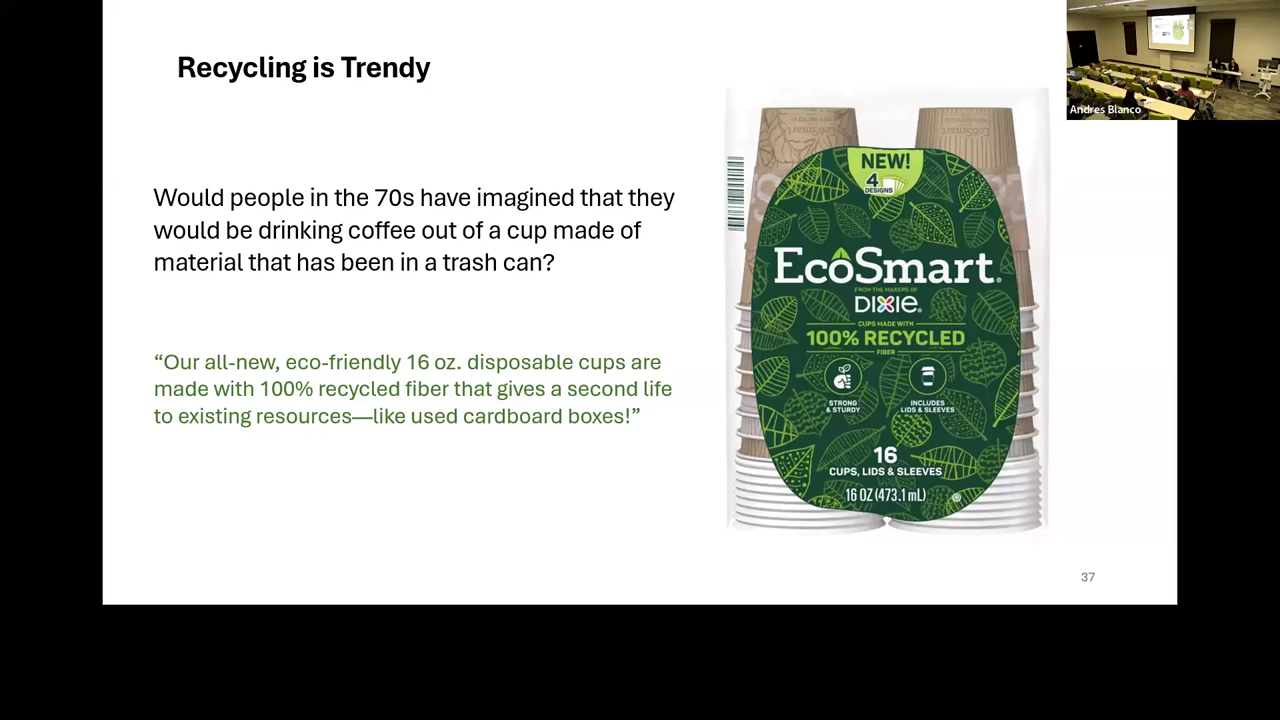 Recycling is Trendy
Would people in the 70s have imagined that they
would be drinking coffee out of a cup made of
material that has been in a trash can?
“Our all-new, eco-friendly 16 oz. disposable cups are
made with 100% recycled fiber that gives a second life
to existing resources—like used cardboard boxes!”
NEW!
4
DESIGNS
EcoSmart
FROM THE MAKERS OF
DIXIE
CUPS MADE WITH
100% RECYCLED
FIBER
STRONG
& STURDY
INCLUDES
LIDS & SLEEVES
16
CUPS, LIDS & SLEEVES
16 OZ (473.1 mL)
37
Andres Blanco